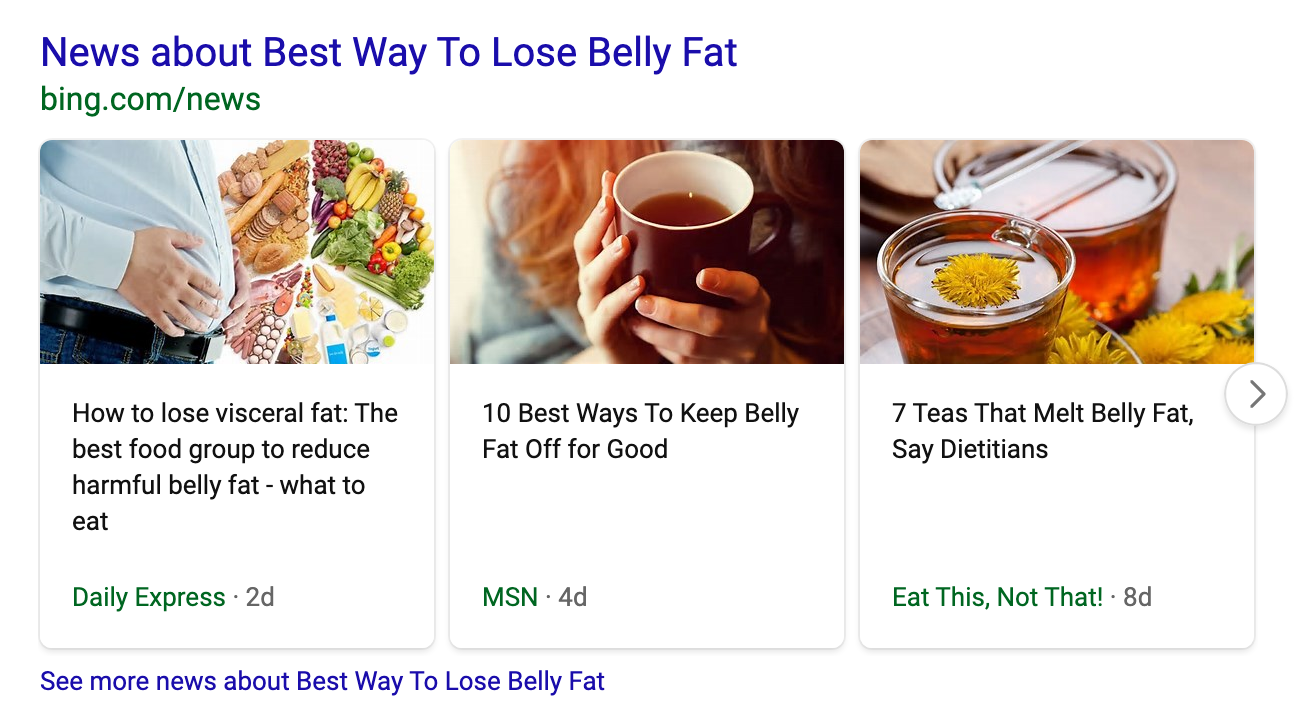 News about Best Way To Lose Belly Fat
bing.com/news
How to lose visceral fat: The
best food group to reduce
harmful belly fat - what to
eat
Daily Express · 2d
10 Best Ways To Keep Belly
Fat Off for Good
MSN · 4d
7 Teas That Melt Belly Fat,
Say Dietitians
Eat This, Not That! · 8d
See more news about Best Way To Lose Belly Fat